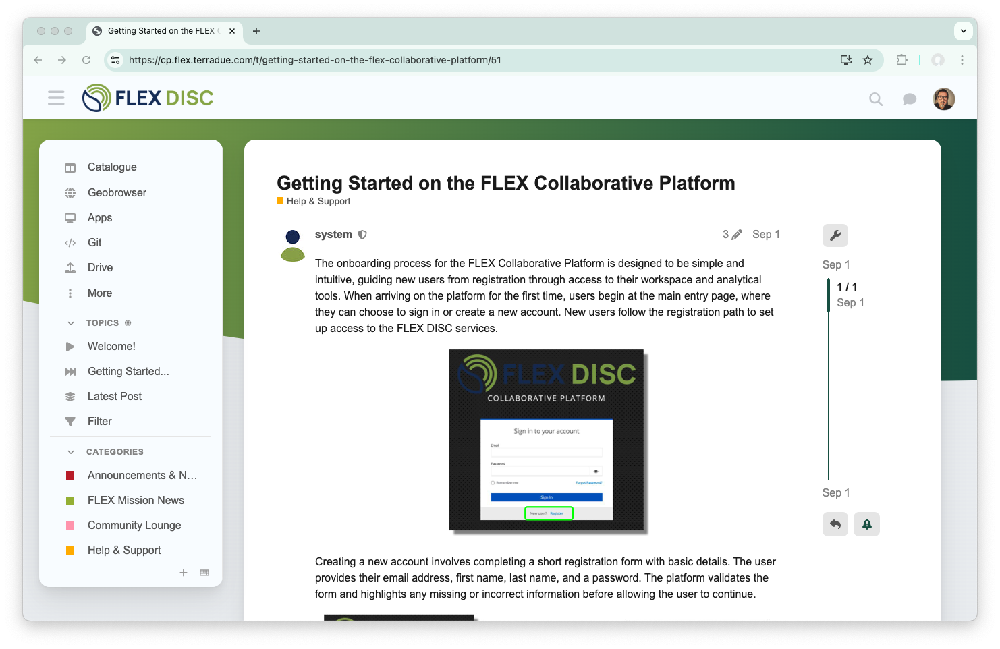 Getting Started on the FLEX C
https://cp.flex.terradue.com/t/getting-started-on-the-flex-collaborative-platform/51
FLEX DISC
Catalogue
Geobrowser
Apps
Git
Drive
More
TOPICS
Welcome!
Getting Started...
Latest Post
Filter
CATEGORIES
Announcements & N…
FLEX Mission News
Community Lounge
Help & Support
Getting Started on the FLEX Collaborative Platform
Help & Support
system
3
Sep 1
The onboarding process for the FLEX Collaborative Platform is designed to be simple and
intuitive, guiding new users from registration through access to their workspace and analytical
tools. When arriving on the platform for the first time, users begin at the main entry page, where
they can choose to sign in or create a new account. New users follow the registration path to set
up access to the FLEX DISC services.
FLEX DISC
COLLABORATIVE PLATFORM
Sign in to your account
Email
Password
Remember me
Forgot Password?
Sign In
New user? Register
Creating a new account involves completing a short registration form with basic details. The user
provides their email address, first name, last name, and a password. The platform validates the
form and highlights any missing or incorrect information before allowing the user to continue.
Sep 1
1 / 1
Sep 1
Sep 1